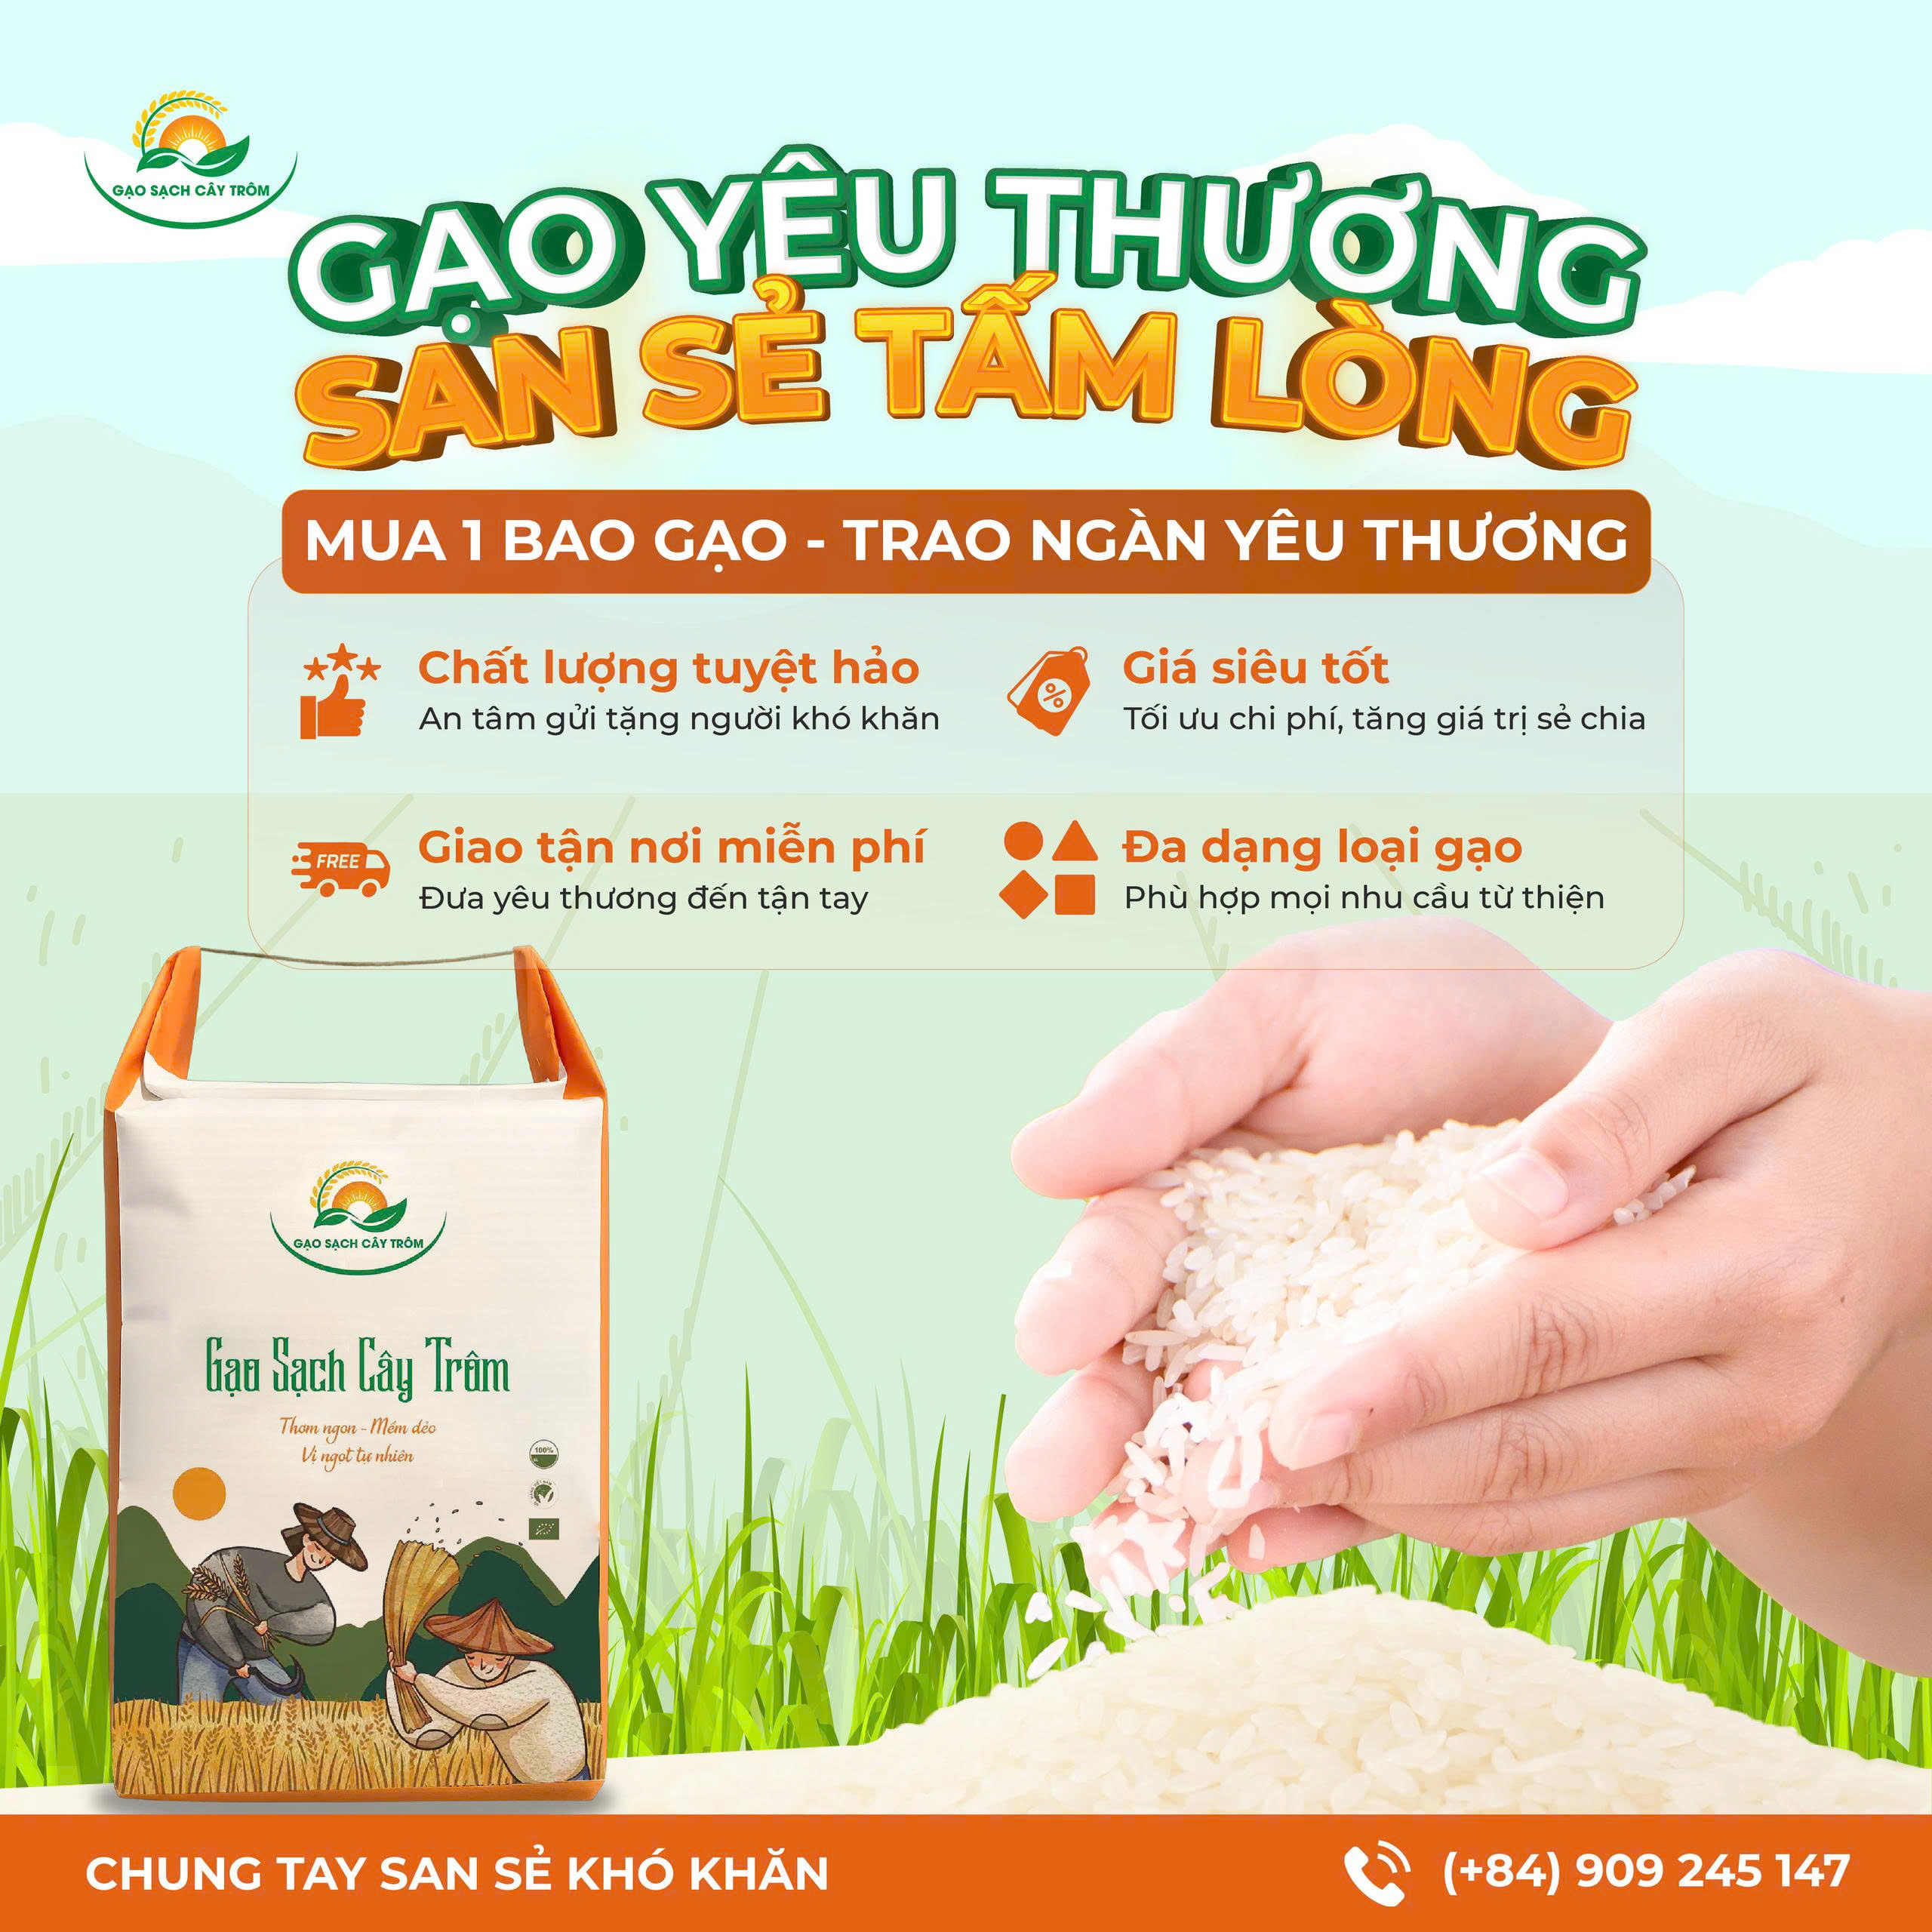 GẠO SẠCH CÂY TRÔM
GẠO YÊU THƯƠNG
SAN SẺ TẤM LÒNG
MUA 1 BAO GẠO - TRAO NGÀN YÊU THƯƠNG
Chất lượng tuyệt hảo
An tâm gửi tặng người khó khăn
Giá siêu tốt
Tối ưu chi phí, tăng giá trị sẻ chia
FREE
Giao tận nơi miễn phí
Đưa yêu thương đến tận tay
Đa dạng loại gạo
Phù hợp mọi nhu cầu từ thiện
GẠO SẠCH CÂY TRÔM
Gạo Sạch Cây Trôm
Thơm ngon - Mềm dẻo
Vị ngọt tự nhiên
100%
CHUNG TAY SAN SẺ KHÓ KHĂN
(+84) 909 245 147